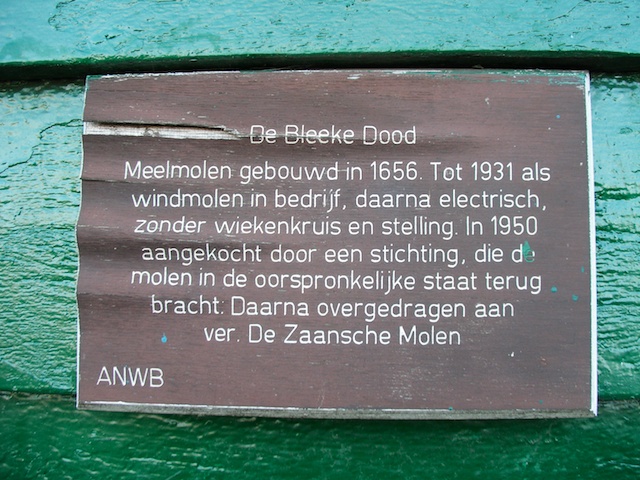 De Bleeke Dood
Meelmolen gebouwd in 1656. Tot 1931 als
windmolen in bedrijf, daarna electrisch,
zonder wiekenkruis en stelling. In 1950
aangekocht door een stichting, die de
molen in de oorspronkelijke staat terug
bracht. Daarna overgedragen aan
ver. De Zaansche Molen
ANWB